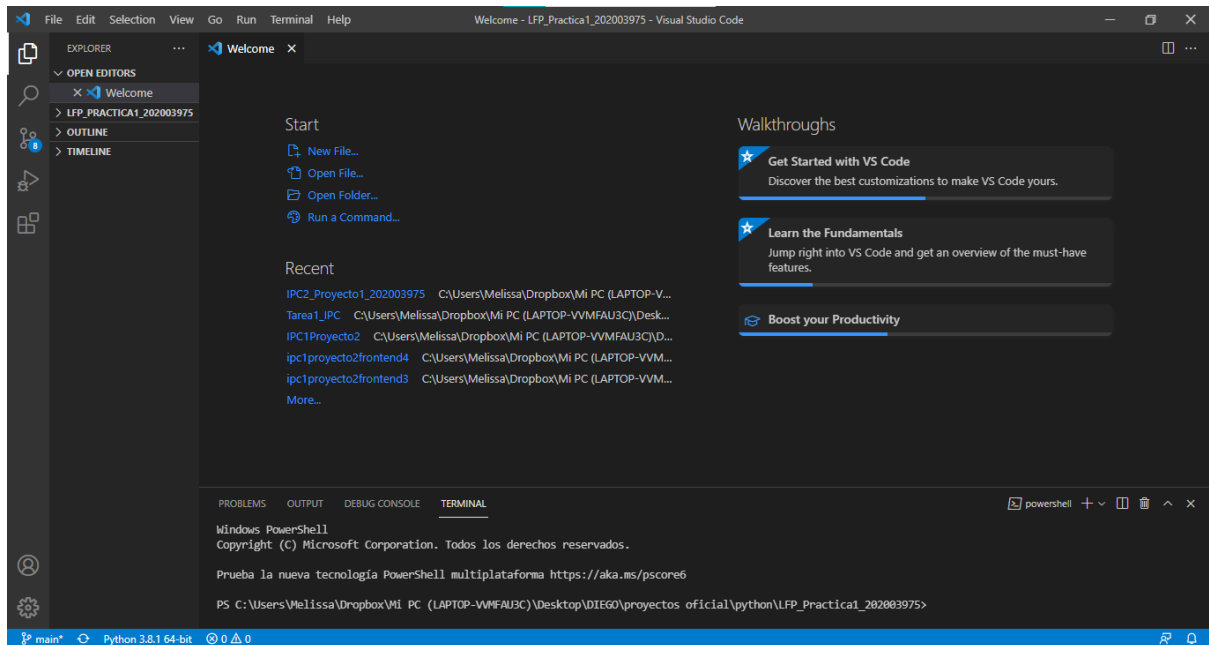 File Edit Selection View Go Run Terminal Help Welcome - LFP_Practica1_202003975 - Visual Studio Code
EXPLORER ...
Welcome
OPEN EDITORS
Welcome
LFP_PRACTICA1_202003975
OUTLINE
TIMELINE
8
Start
New File...
Open File...
Open Folder...
Run a Command...
Recent
IPC2_Proyecto1_202003975 C:\Users\Melissa\Dropbox\Mi PC (LAPTOP-V...
Tarea1_IPC C:\Users\Melissa\Dropbox\Mi PC (LAPTOP-VVMFAU3C)\Desk...
IPC1Proyecto2 C:\Users\Melissa\Dropbox\Mi PC (LAPTOP-VVMFAU3C)\D...
ipc1proyecto2frontend4 C:\Users\Melissa\Dropbox\Mi PC (LAPTOP-VVM...
ipc1proyecto2frontend3 C:\Users\Melissa\Dropbox\Mi PC (LAPTOP-VVM...
More...
Walkthroughs
Get Started with VS Code
Discover the best customizations to make VS Code yours.
Learn the Fundamentals
Jump right into VS Code and get an overview of the must-have
features.
Boost your Productivity
PROBLEMS OUTPUT DEBUG CONSOLE TERMINAL
powershell
Windows PowerShell
Copyright (C) Microsoft Corporation. Todos los derechos reservados.
Prueba la nueva tecnología PowerShell multiplataforma https://aka.ms/pscore6
PS C:\Users\Melissa\Dropbox\Mi PC (LAPTOP-VVMFAU3C)\Desktop\DIEGO\proyectos oficial\python\LFP_Practica1_202003975>
main* Python 3.8.1 64-bit 0 0